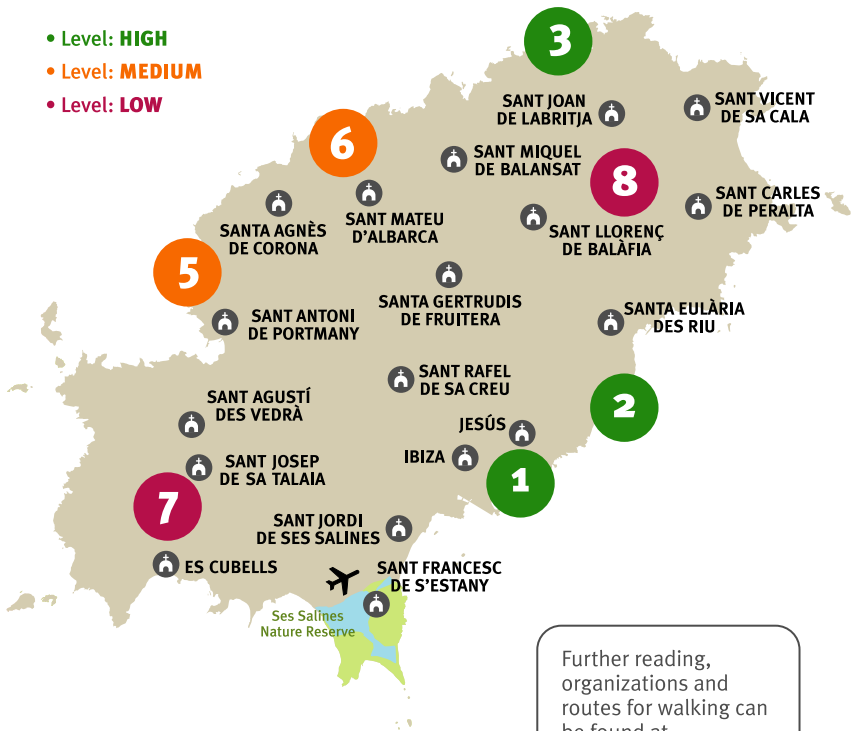 • Level: HIGH
• Level: MEDIUM
• Level: LOW
3
SANT JOAN
DE LABRITJA
SANT VICENT
DE SA CALA
6
SANT MIQUEL
DE BALANSAT
8
SANTA AGNÈS
DE CORONA
SANT MATEU
D'ALBARCA
SANT LLORENÇ
DE BALÀFIA
SANT CARLES
DE PERALTA
5
SANT ANTONI
DE PORTMANY
SANTA GERTRUDIS
DE FRUITERA
SANTA EULÀRIA
DES RIU
SANT RAFEL
DE SA CREU
2
SANT AGUSTÍ
DES VEDRÀ
JESÚS
IBIZA
1
SANT JOSEP
DE SA TALAIA
7
SANT JORDI
DE SES SALINES
ES CUBELLS
SANT FRANCESC
DE S'ESTANY
Ses Salines
Nature Reserve
Further reading,
organizations and
routes for walking can
be found at